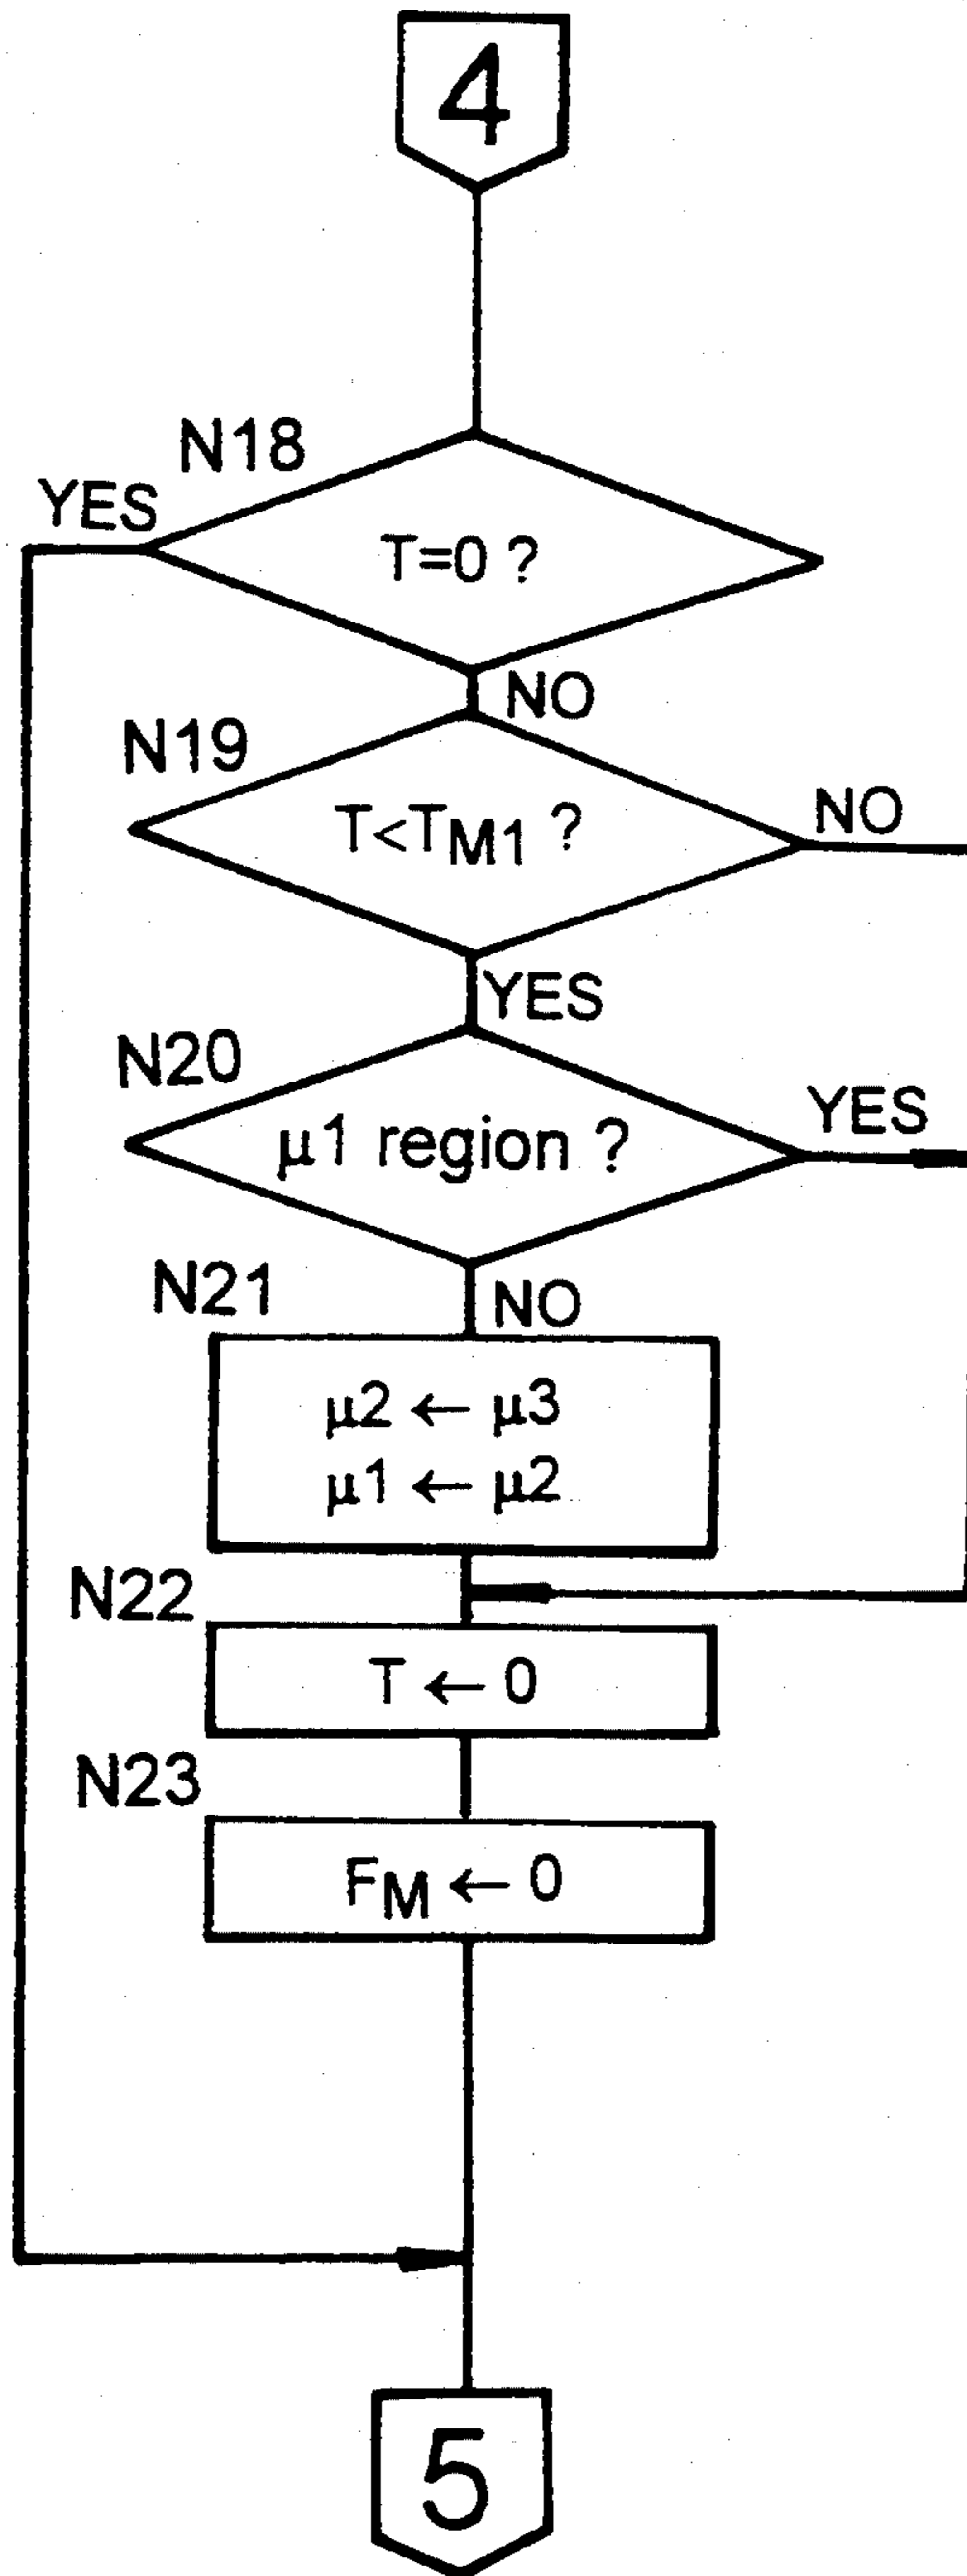 4
N18
YES
T=0 ?
NO
N19
T<TM1 ?
NO
YES
N20
µ1 region ?
YES
N21
NO
µ2 ← µ3
µ1 ← µ2
N22
T ← 0
N23
FM ← 0
5